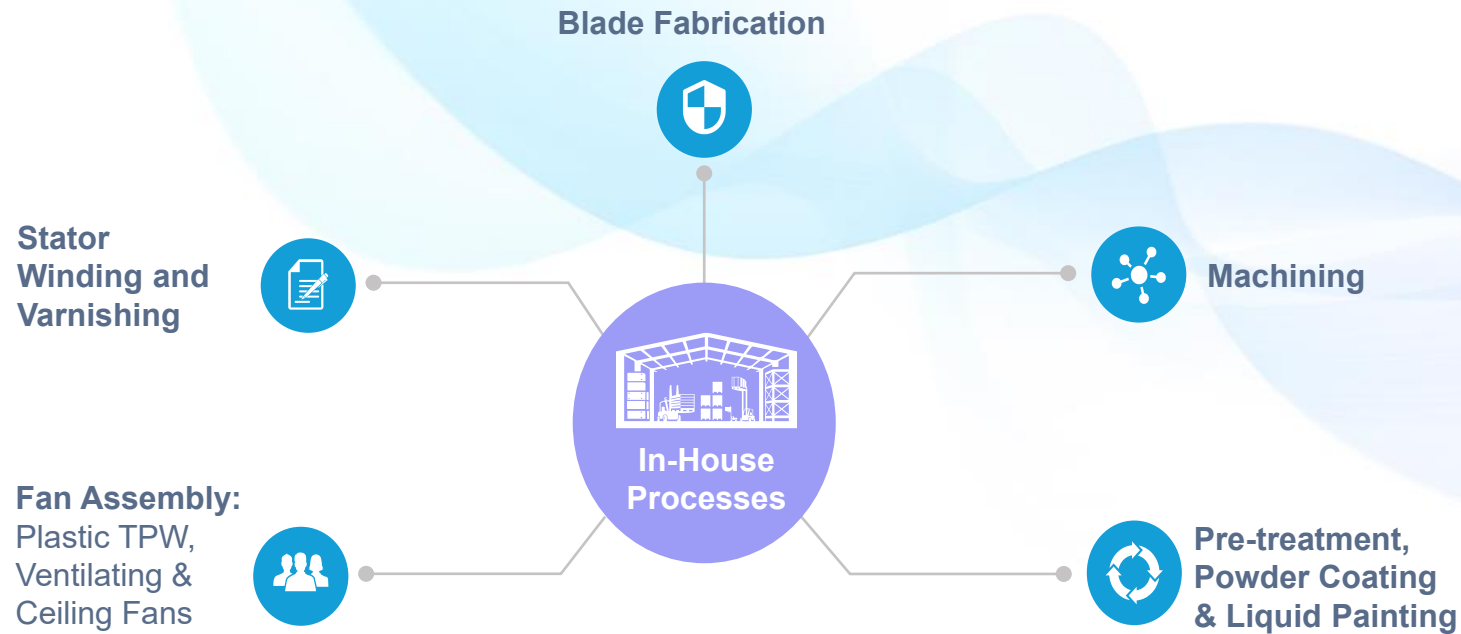 Blade Fabrication
Stator
Winding and
Varnishing
Machining
In-House
Processes
Fan Assembly:
Plastic TPW,
Ventilating &
Ceiling Fans
Pre-treatment,
Powder Coating
& Liquid Painting